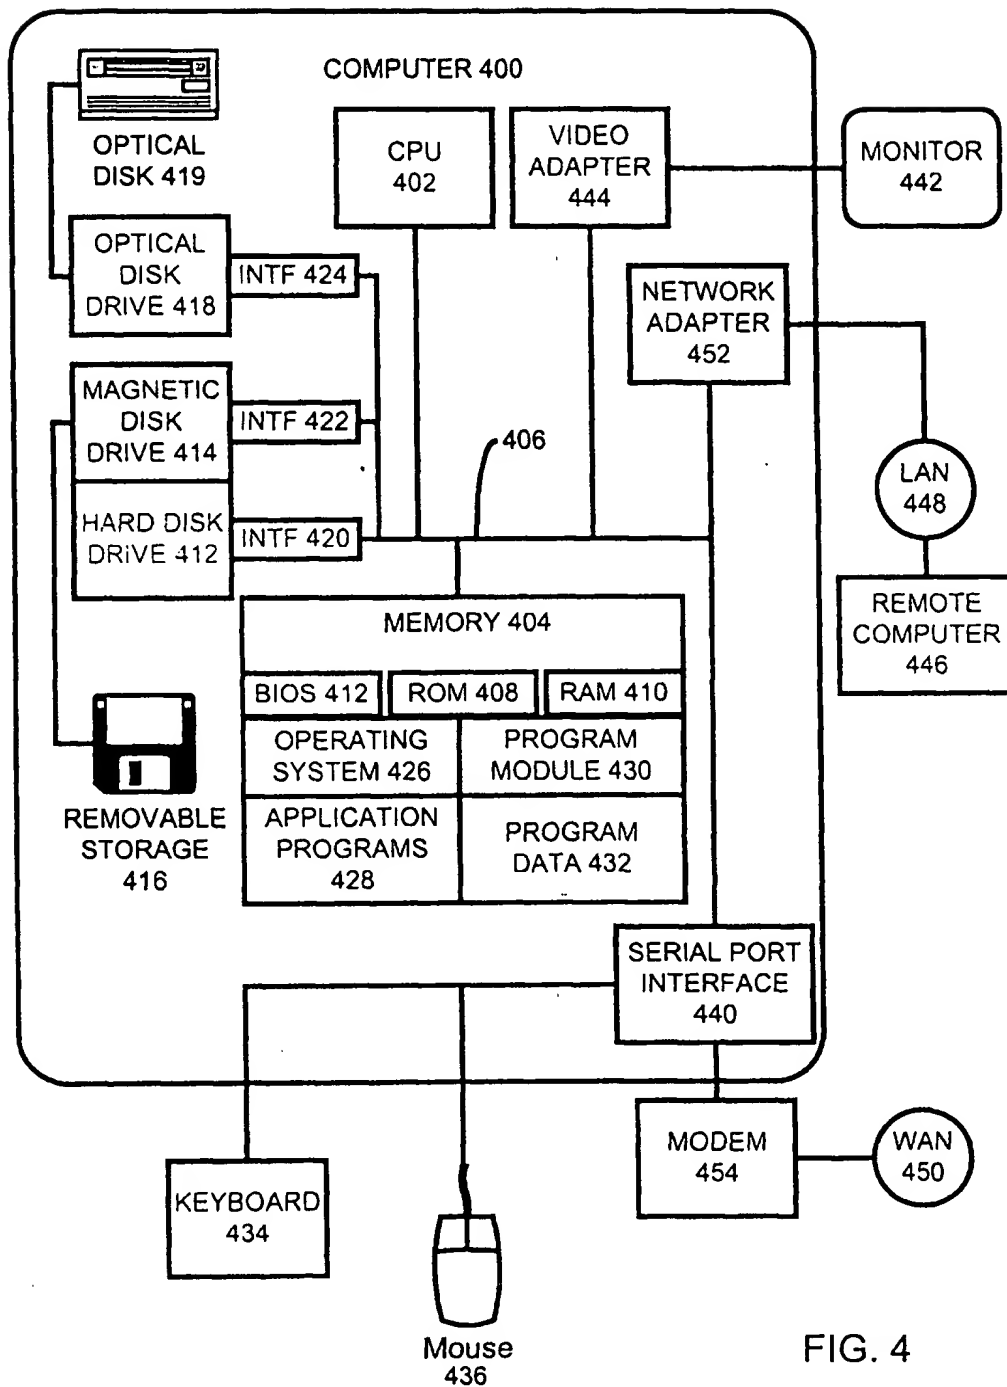 COMPUTER 400
OPTICAL
DISK 419
CPU
402
VIDEO
ADAPTER
444
MONITOR
442
OPTICAL
DISK
DRIVE 418
INTF 424
NETWORK
ADAPTER
452
MAGNETIC
DISK
DRIVE 414
INTF 422
406
LAN
448
HARD DISK
DRIVE 412
INTF 420
REMOTE
COMPUTER
446
MEMORY 404
BIOS 412
ROM 408
RAM 410
OPERATING
SYSTEM 426
PROGRAM
MODULE 430
REMOVABLE
STORAGE
416
APPLICATION
PROGRAMS
428
PROGRAM
DATA 432
SERIAL PORT
INTERFACE
440
MODEM
454
WAN
450
KEYBOARD
434
Mouse
436
FIG. 4